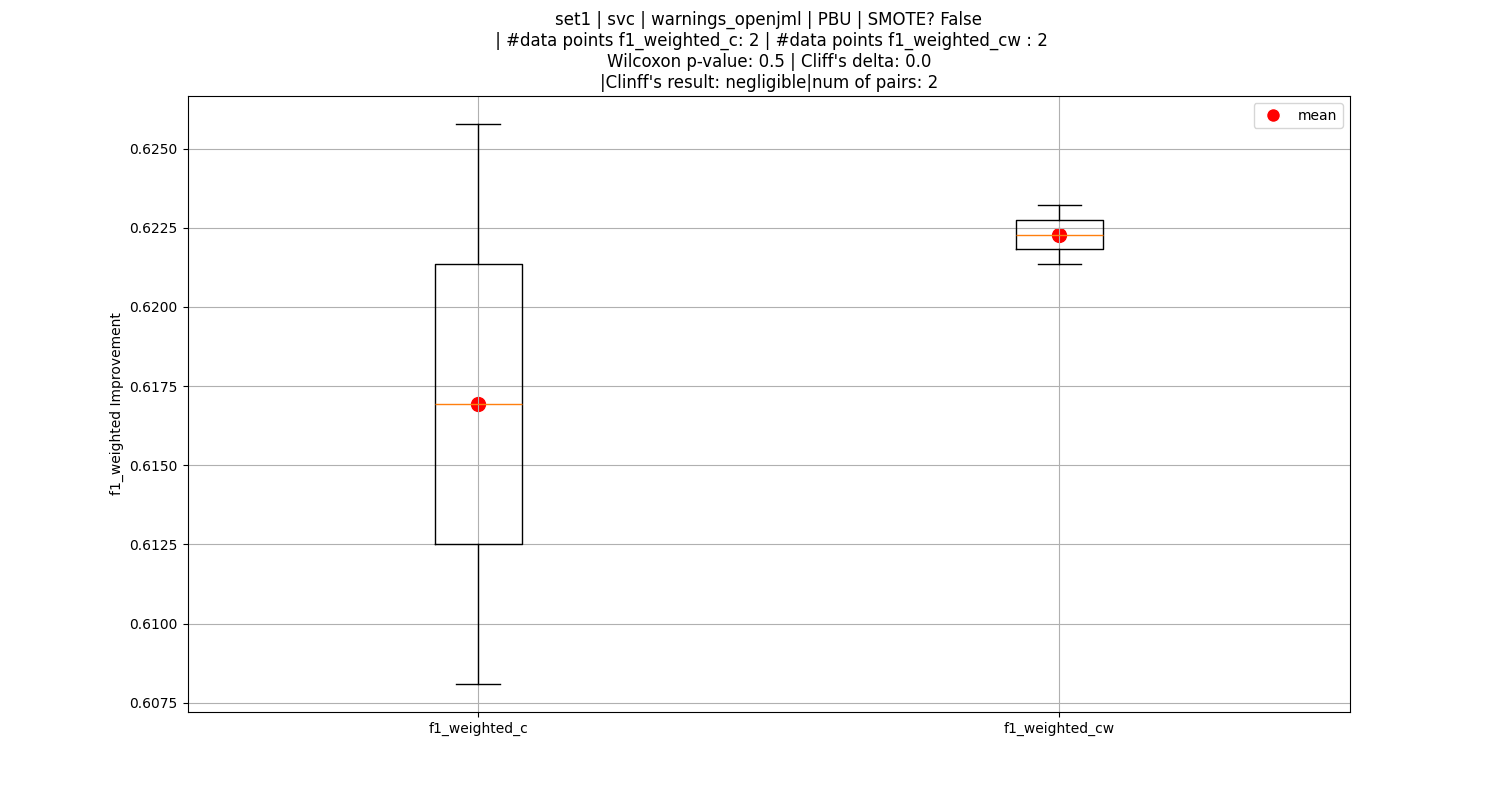 set1 | svc | warnings_openjml | PBU | SMOTE? False
| #data points f1_weighted_c: 2 | #data points f1_weighted_cw : 2
Wilcoxon p-value: 0.5 | Cliff's delta: 0.0
|Clinff's result: negligible|num of pairs: 2
mean
f1_weighted Improvement
0.6250
0.6225
0.6200
0.6175
0.6150
0.6125
0.6100
0.6075
f1_weighted_c
f1_weighted_cw